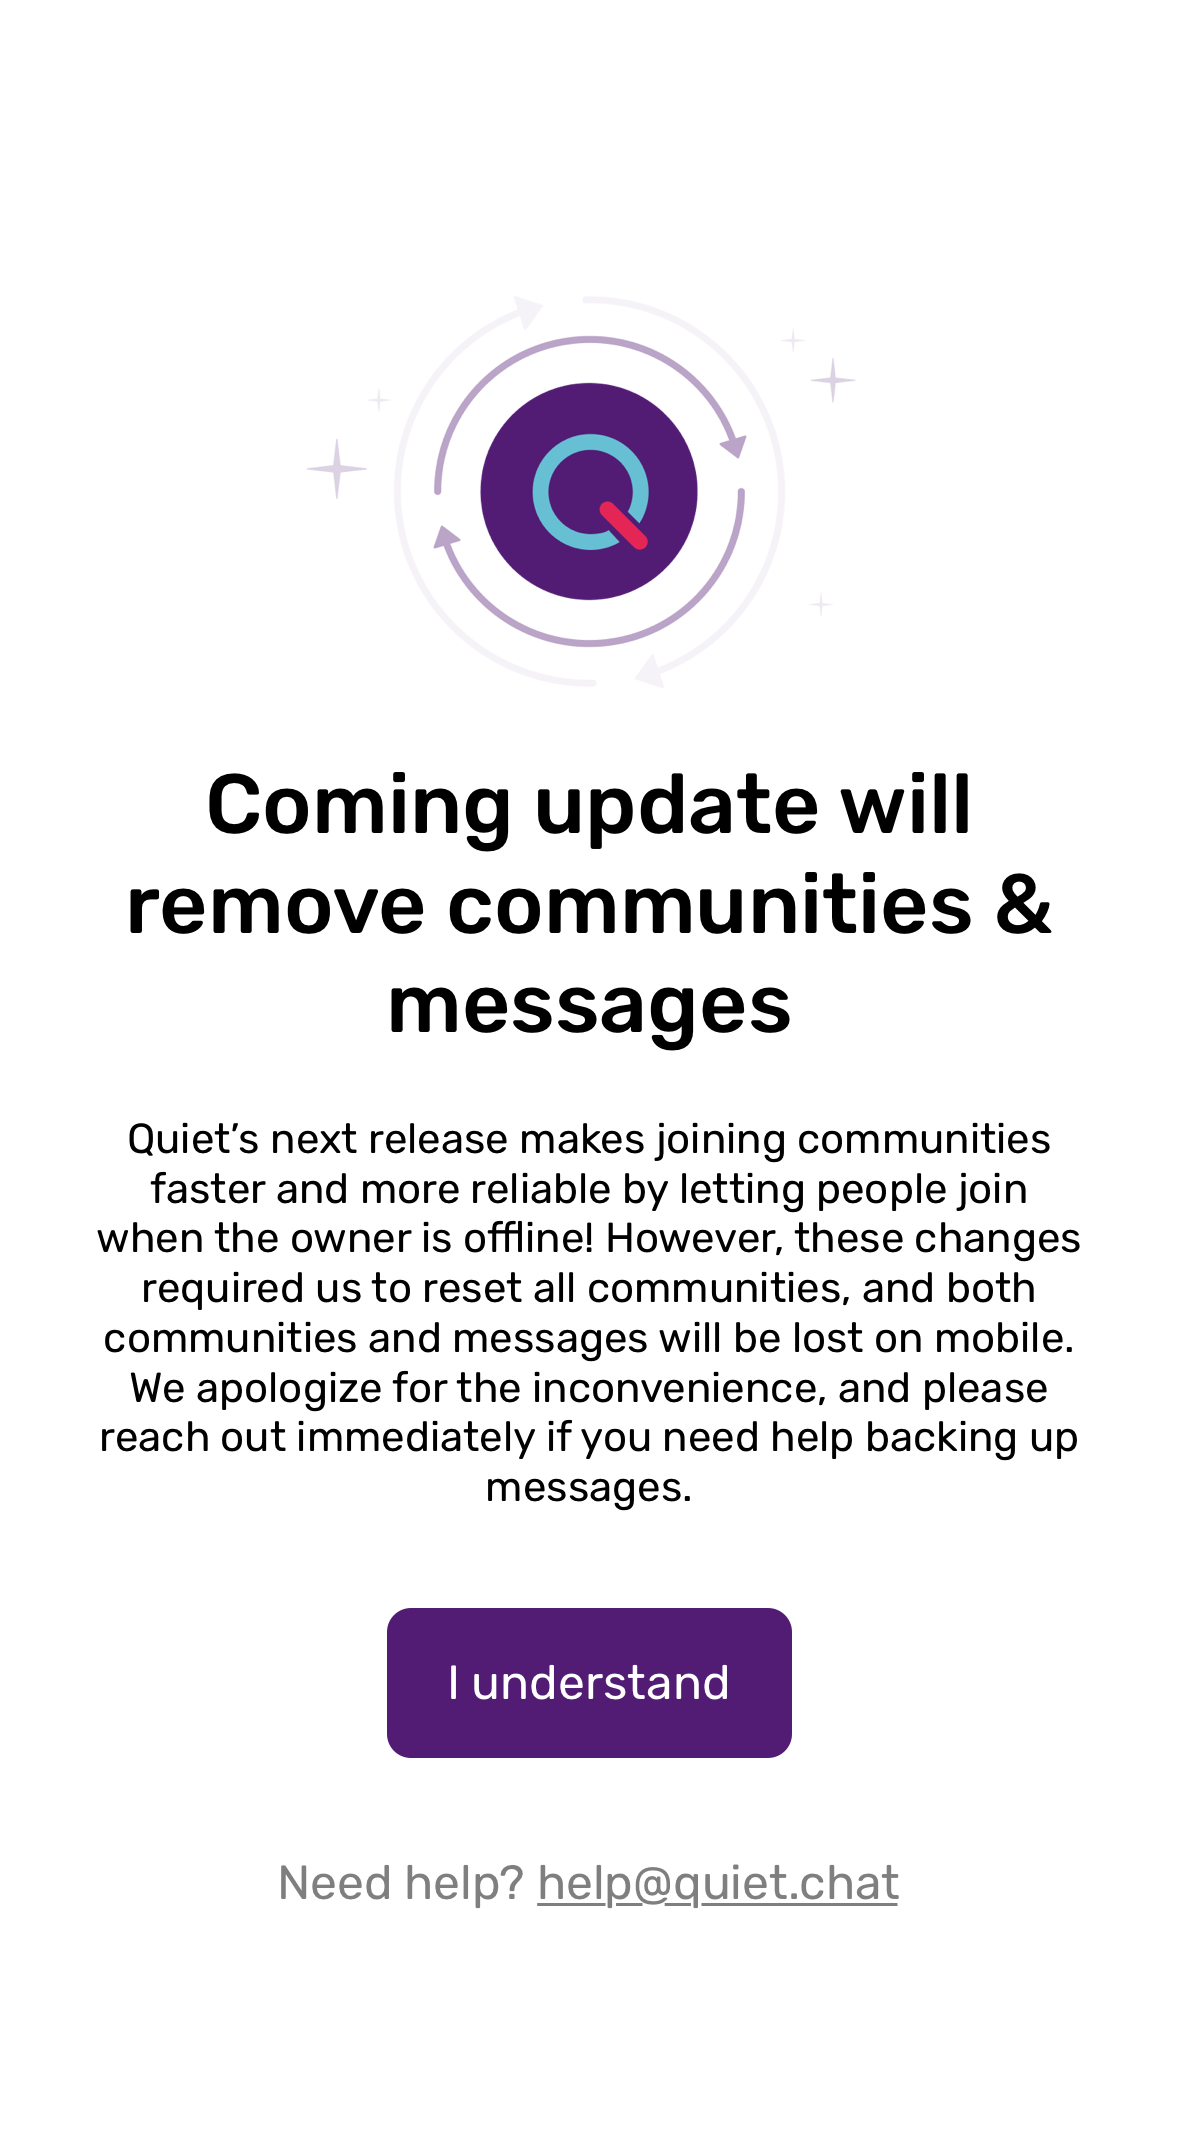 Coming update will
remove communities &
messages
Quiet’s next release makes joining communities
faster and more reliable by letting people join
when the owner is offline! However, these changes
required us to reset all communities, and both
communities and messages will be lost on mobile.
We apologize for the inconvenience, and please
reach out immediately if you need help backing up
messages.
I understand
Need help? help@quiet.chat